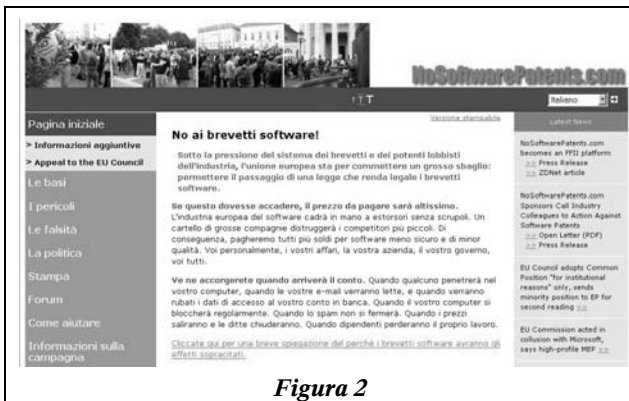 NoSoftwarePatents.com
T T T
Italiano
Pagina iniziale
> Informazioni aggiuntive
> Appeal to the EU Council
Le basi
I pericoli
Le falsità
La politica
Stampa
Forum
Come aiutare
Informazioni sulla
campagna
Versione stampabile
No ai brevetti software!
Sotto la pressione del sistema dei brevetti e dei potenti lobbisti
dell'industria, l'unione europea sta per commettere un grosso sbaglio:
permettere il passaggio di una legge che renda legale i brevetti
software.
Se questo dovesse accadere, il prezzo da pagare sarà altissimo.
L'industria europea del software cadrà in mano a estorsori senza scrupoli. Un
cartello di grosse compagnie distruggerà i competitori più piccoli. Di
conseguenza, pagheremo tutti più soldi per software meno sicuro e di minor
qualità. Voi personalmente, i vostri affari, la vostra azienda, il vostro governo,
voi tutti.
Ve ne accorgerete quando arriverà il conto. Quando qualcuno penetrerà nel
vostro computer, quando le vostre e-mail verranno lette, e quando verranno
rubati i dati di accesso al vostro conto in banca. Quando il vostro computer si
bloccherà regolarmente. Quando lo spam non si fermerà. Quando i prezzi
saliranno e le ditte chiuderanno. Quando dipendenti perderanno il proprio lavoro.
Cliccate qui per una breve spegazione del perchè i brevetti software avranno gli
effetti sopracitati.
Latest News
NoSoftwarePatents.com
becomes an FFII platform
>> Press Release
>> ZDNet article
NoSoftwarePatents.com
Sponsors Call Industry
Colleagues to Action Against
Software Patents
>> Open Letter (PDF)
>> Press Release
EU Council adopts Common
Position "for institutional
reasons" only, sends
minority position to EP for
second reading >>
EU Commission acted in
collusion with Microsoft,
says high-profile MEP >>
Figura 2